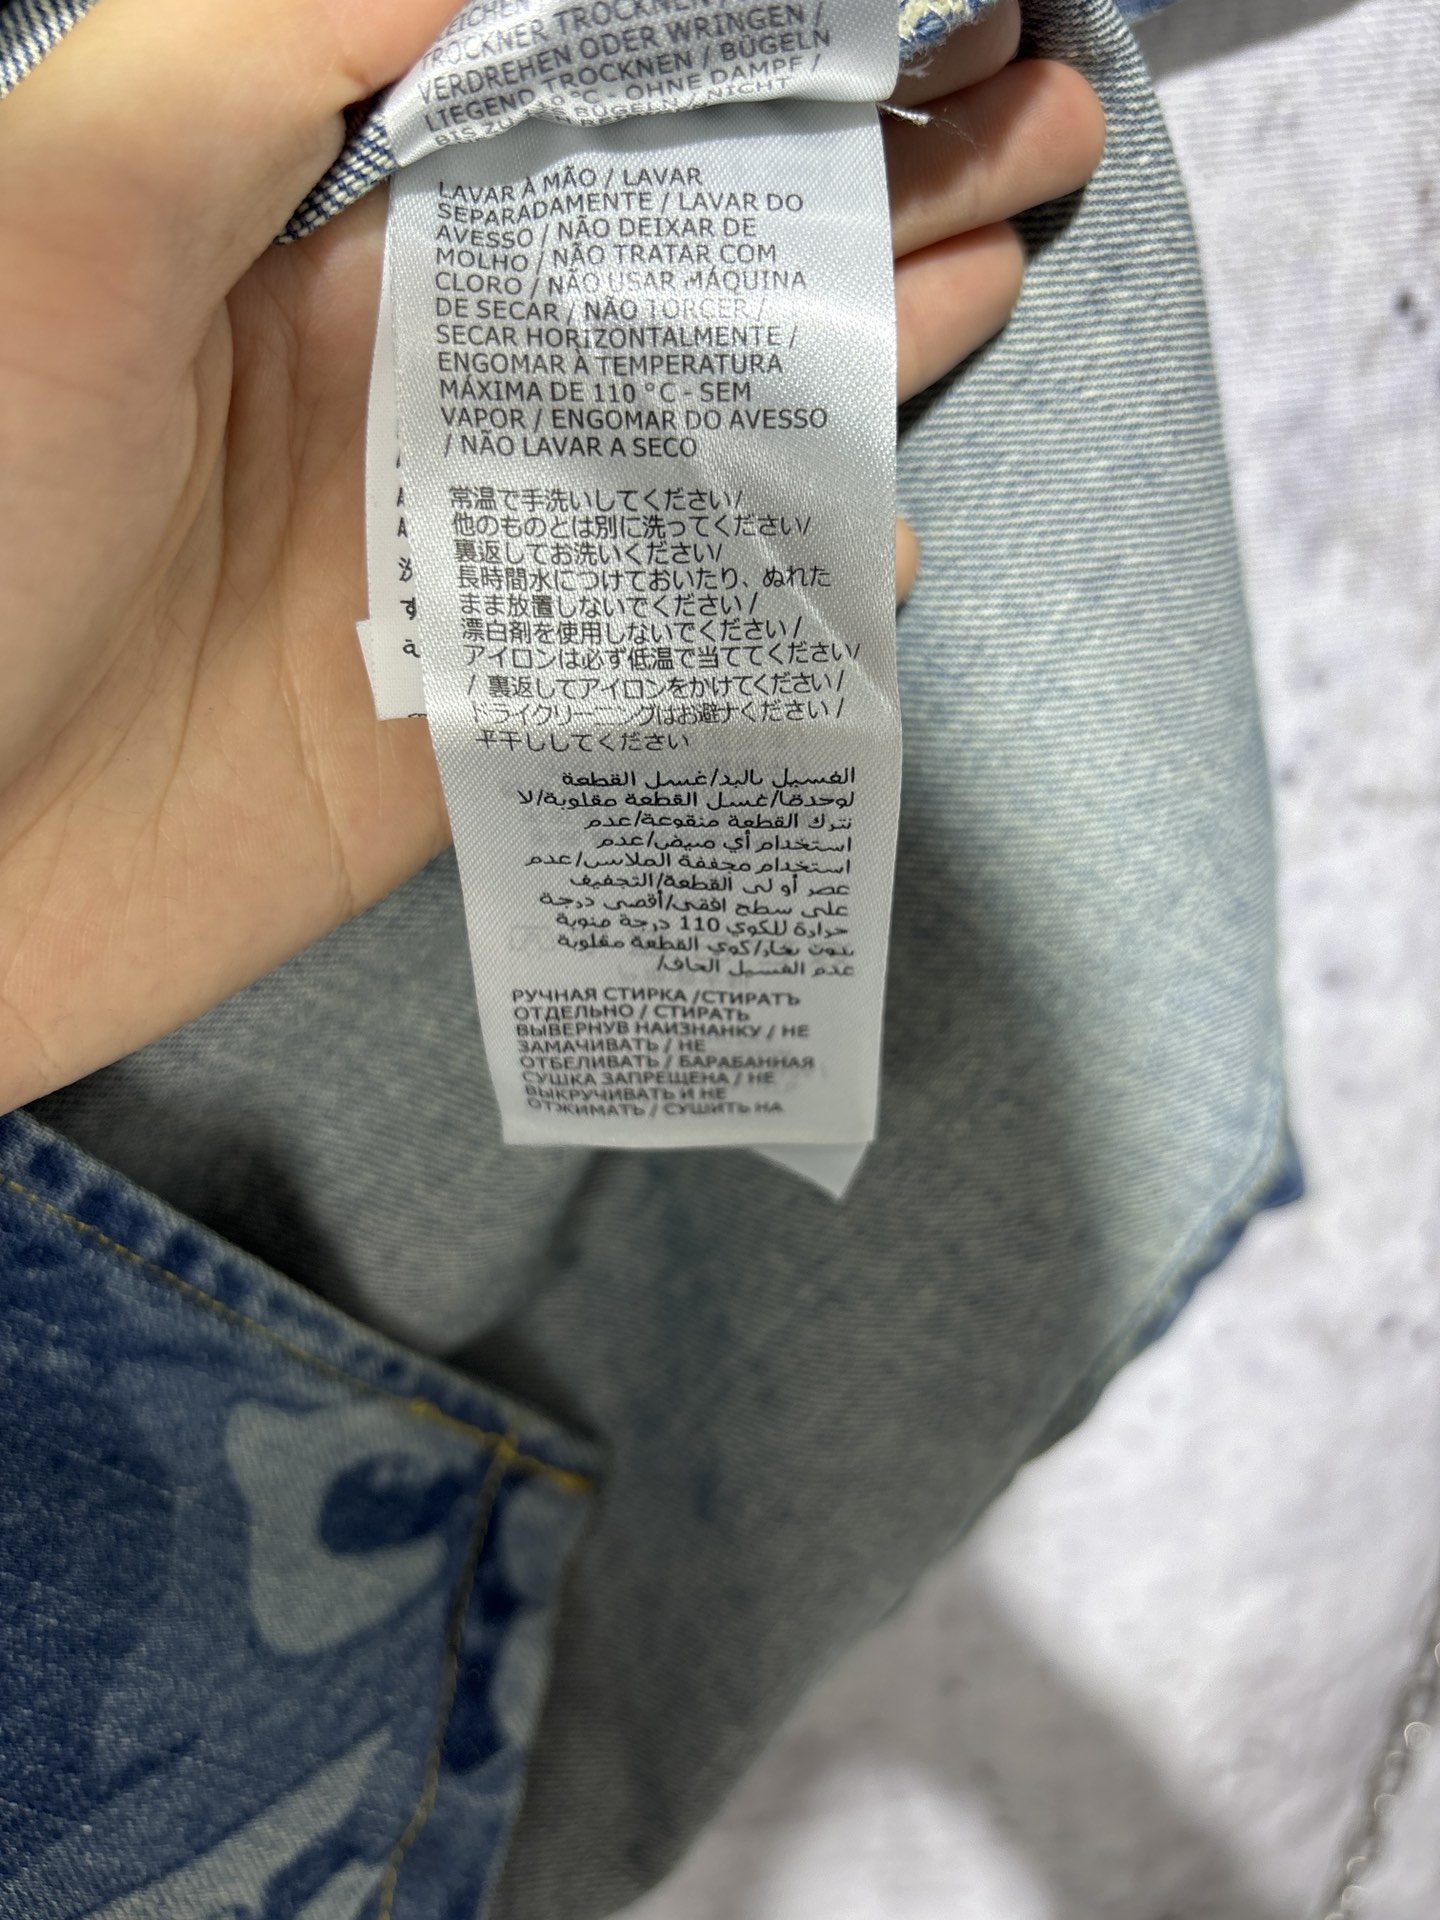 EICHEN TROCKNEN
TROCKNER TROCKNEN /
VERDREHEN ODER WRINGEN /
LIEGEND TROCKNEN / BÜGELN
BIS ZU °C - OHNE DAMPF /
BÜGELN / NICHT
LAVAR À MÃO / LAVAR
SEPARADAMENTE / LAVAR DO
AVESSO / NÃO DEIXAR DE
MOLHO / NÃO TRATAR COM
CLORO / NÃO USAR MÁQUINA
DE SECAR / NÃO TORCER /
SECAR HORIZONTALMENTE /
ENGOMAR À TEMPERATURA
MÁXIMA DE 110 °C - SEM
VAPOR / ENGOMAR DO AVESSO
/ NÃO LAVAR A SECO
常温で手洗いしてください/
他のものとは別に洗ってください/
裏返してお洗いください/
長時間水につけておいたり、ぬれた
まま放置しないでください /
漂白剤を使用しないでください /
アイロンは必ず低温で当ててください/
/ 裏返してアイロンをかけてください /
ドライクリーニングはお避けください /
平干ししてください
الغسيل باليد/غسل القطعة
لوحدها/غسل القطعة مقلوبة/لا
تترك القطعة منقوعة/عدم
استخدام أي مبيض/عدم
استخدام مجففة الملابس/عدم
عصر أو لى القطعة/التجفيف
على سطح افقى/أقصى درجة
حرارة للكوي 110 درجة مئوية
بدون بخار/كوي القطعة مقلوبة
عدم الغسيل الجاف/
РУЧНАЯ СТИРКА /СТИРАТЬ
ОТДЕЛЬНО / СТИРАТЬ
ВЫВЕРНУВ НАИЗНАНКУ / НЕ
ЗАМАЧИВАТЬ / НЕ
ОТБЕЛИВАТЬ / БАРАБАННАЯ
СУШКА ЗАПРЕЩЕНА / НЕ
ВЫКРУЧИВАТЬ И НЕ
ОТЖИМАТЬ / СУШИТЬ НА